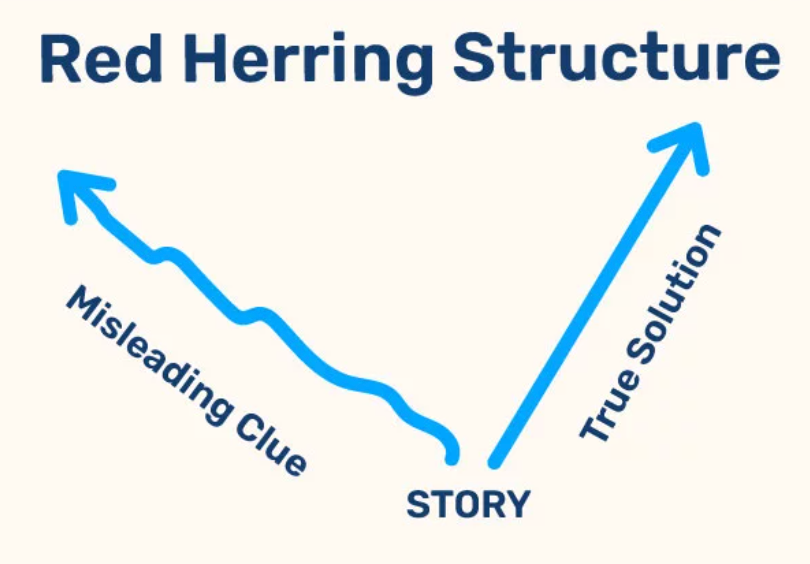 Red Herring Structure
Misleading Clue
True Solution
STORY